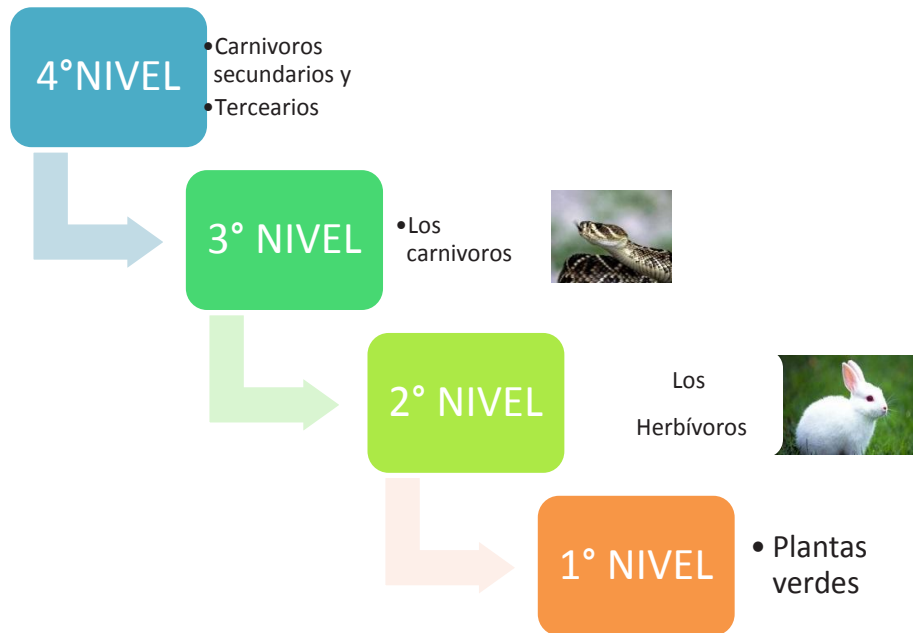 4°NIVEL
•Carnivoros
secundarios y
•Tercearios
3° NIVEL
•Los
carnivoros
2° NIVEL
Los
Herbívoros
1° NIVEL
• Plantas
verdes